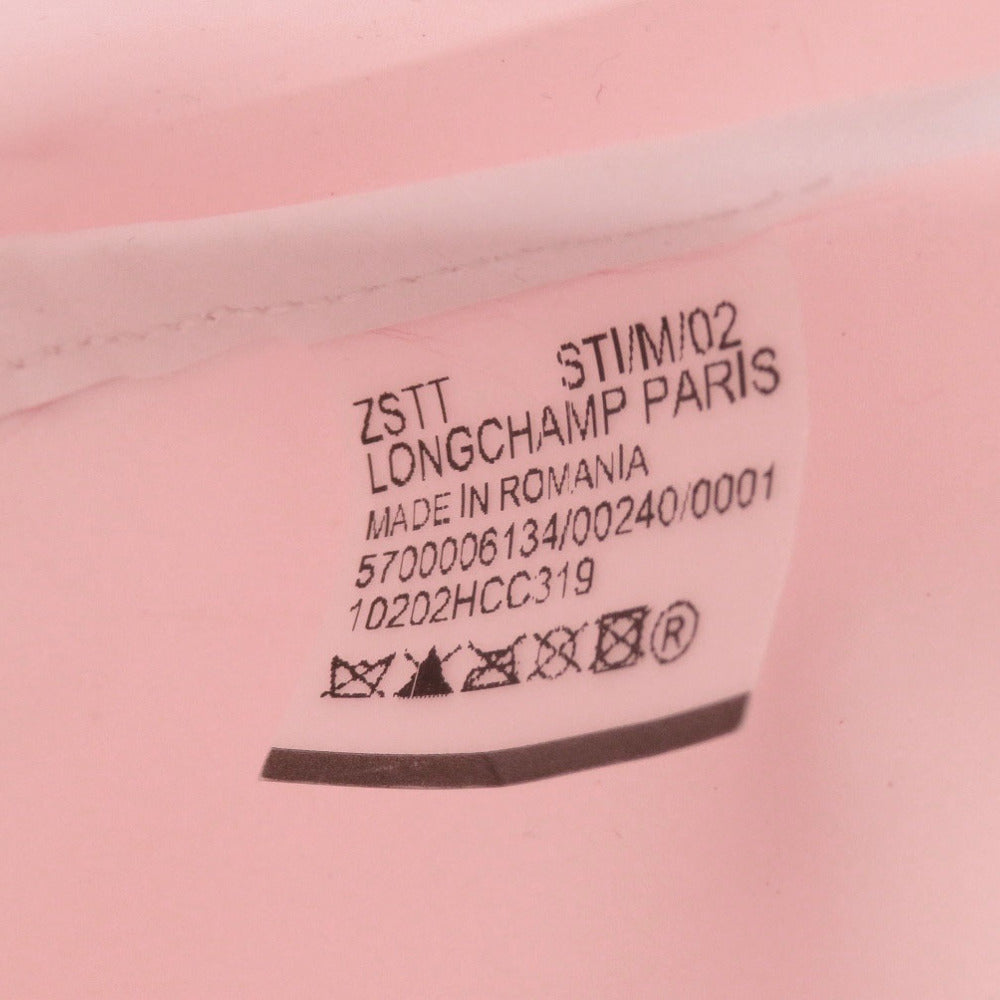 ZSTT STI/M/02
LONGCHAMP PARIS
MADE IN ROMANIA
5700006134/00240/0001
10202HCC319
®